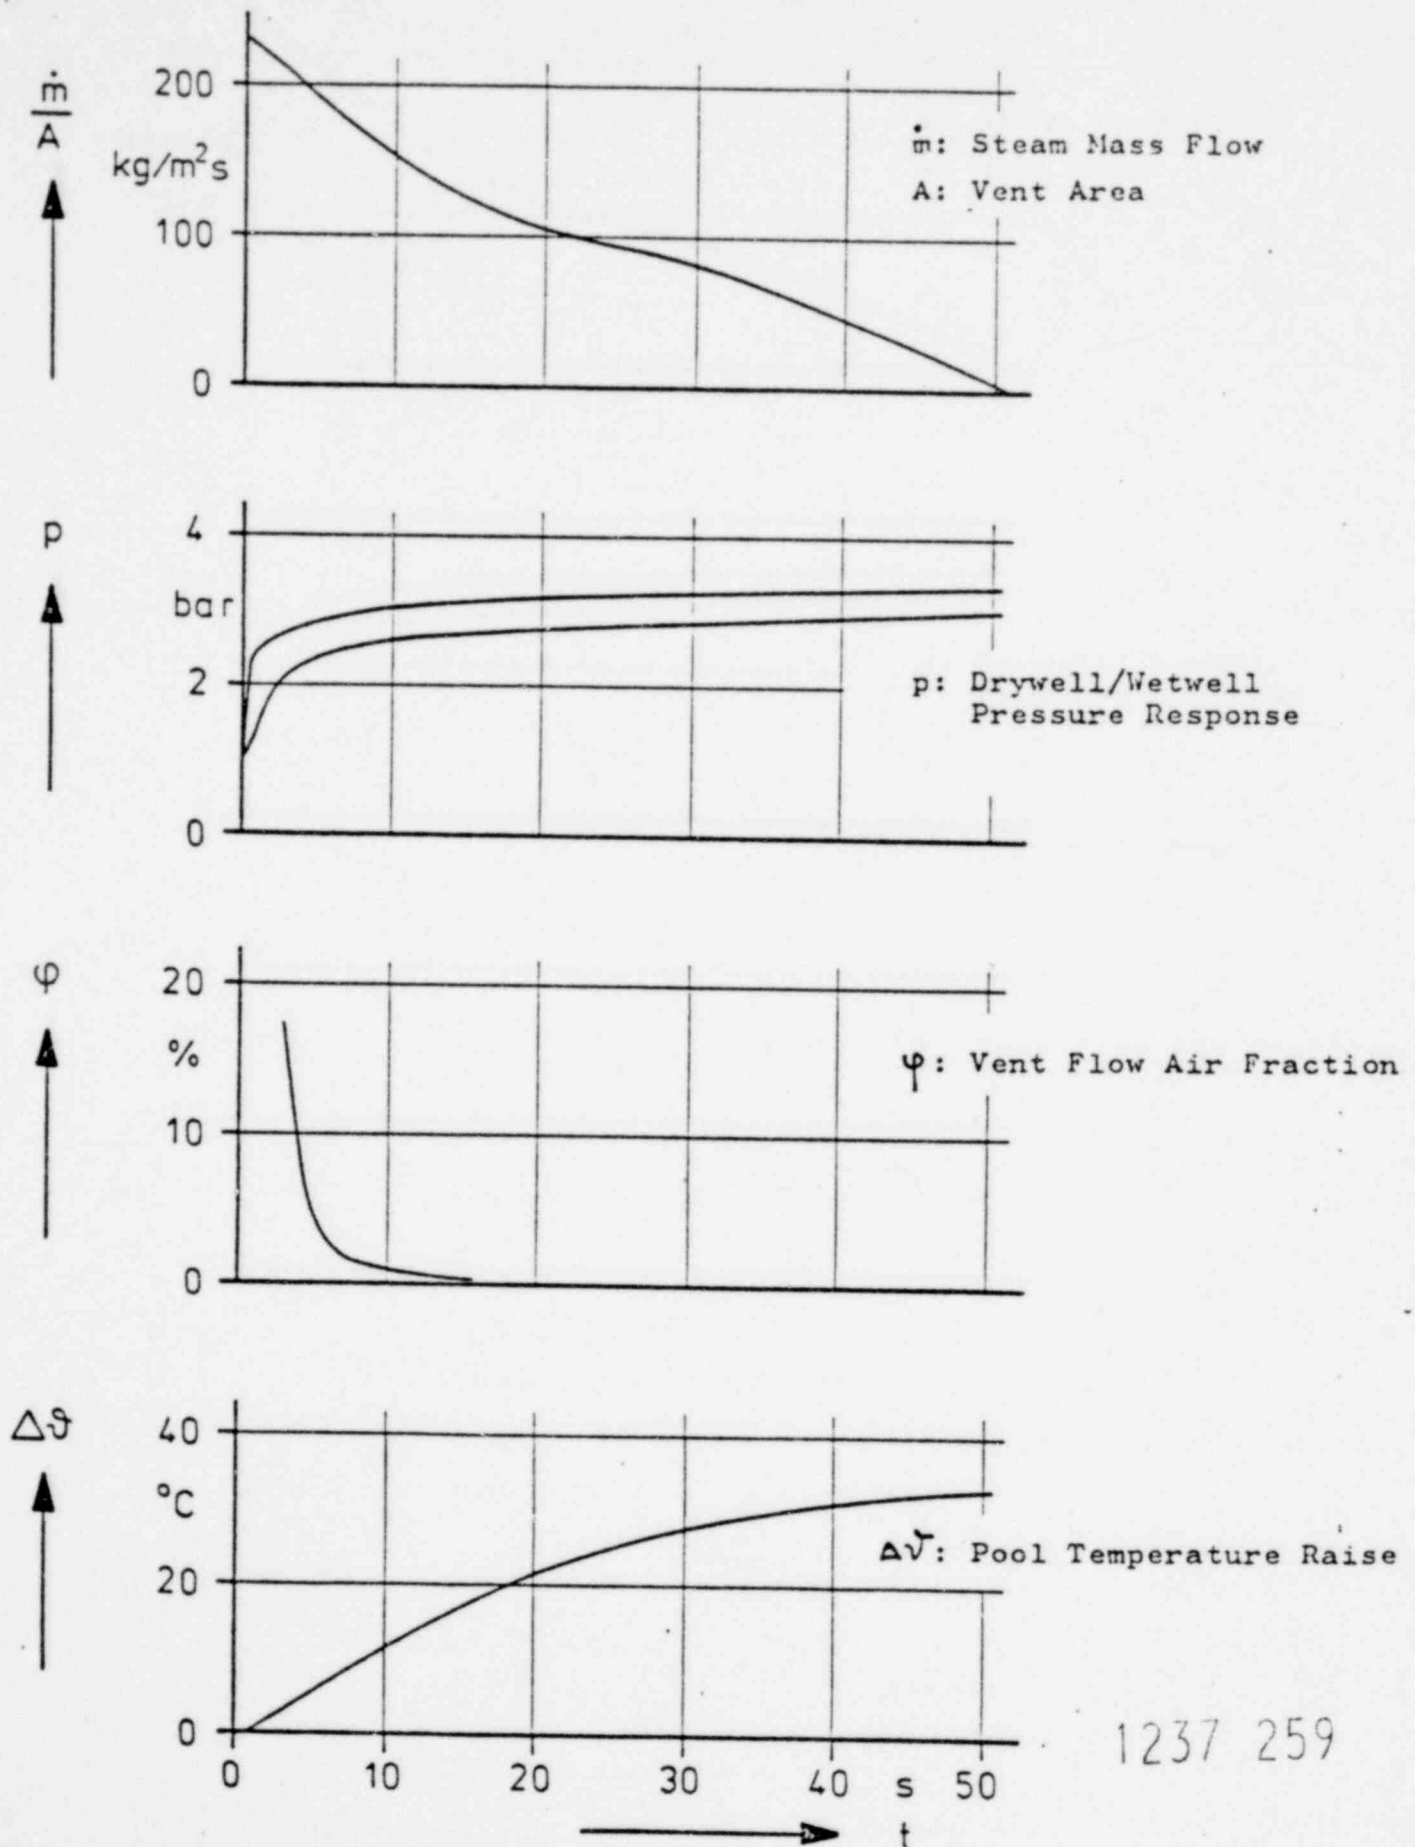 ṁ
A
200
kg/m²s
100
0
ṁ: Steam Mass Flow
A: Vent Area
p
4
bar
2
0
p: Drywell/Wetwell
Pressure Response
φ
20
%
10
0
φ: Vent Flow Air Fraction
Δϑ
40
°C
20
0
Δϑ: Pool Temperature Raise
0 10 20 30 40 s 50
t
1237 259